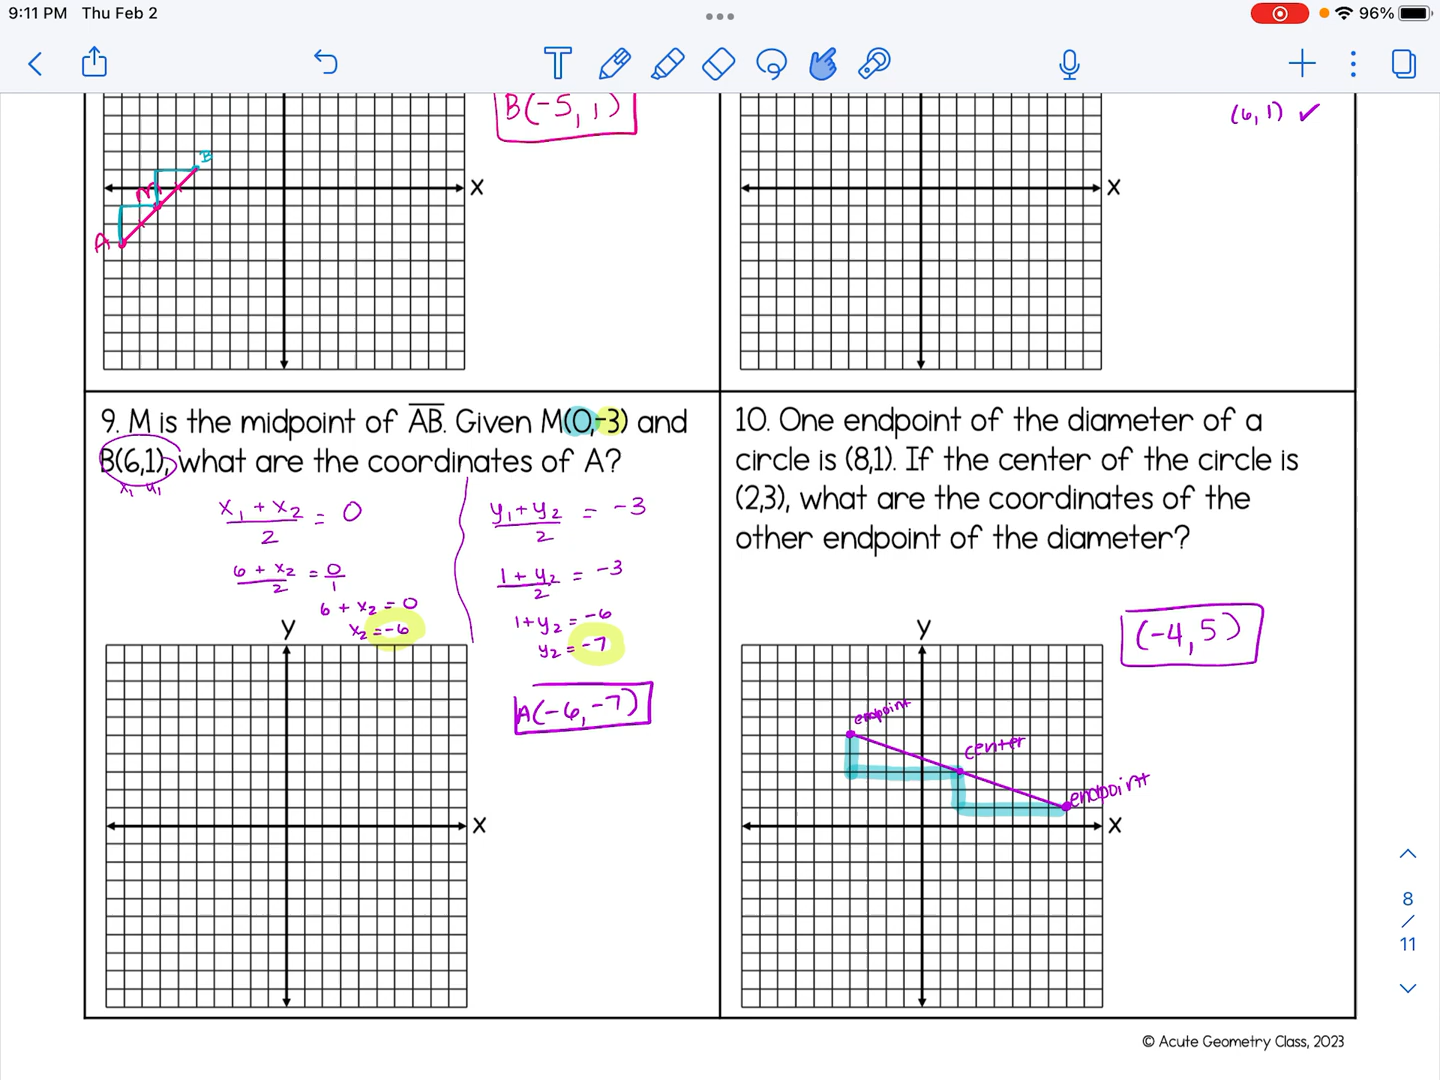 9:11 PM Thu Feb 2
96%
B(-5, 1)
(6, 1) ✓
B
M
A
X
X
9. M is the midpoint of AB. Given M(0,-3) and
B(6,1), what are the coordinates of A?
x₁ y₁
x₁ + x₂ / 2 = 0
6 + x₂ / 2 = 0/1
6 + x₂ = 0
x₂ = -6
y₁ + y₂ / 2 = -3
1 + y₂ / 2 = -3
1 + y₂ = -6
y₂ = -7
A(-6, -7)
y
X
10. One endpoint of the diameter of a
circle is (8,1). If the center of the circle is
(2,3), what are the coordinates of the
other endpoint of the diameter?
(-4, 5)
y
endpoint
center
endpoint
X
8
/
11
© Acute Geometry Class, 2023